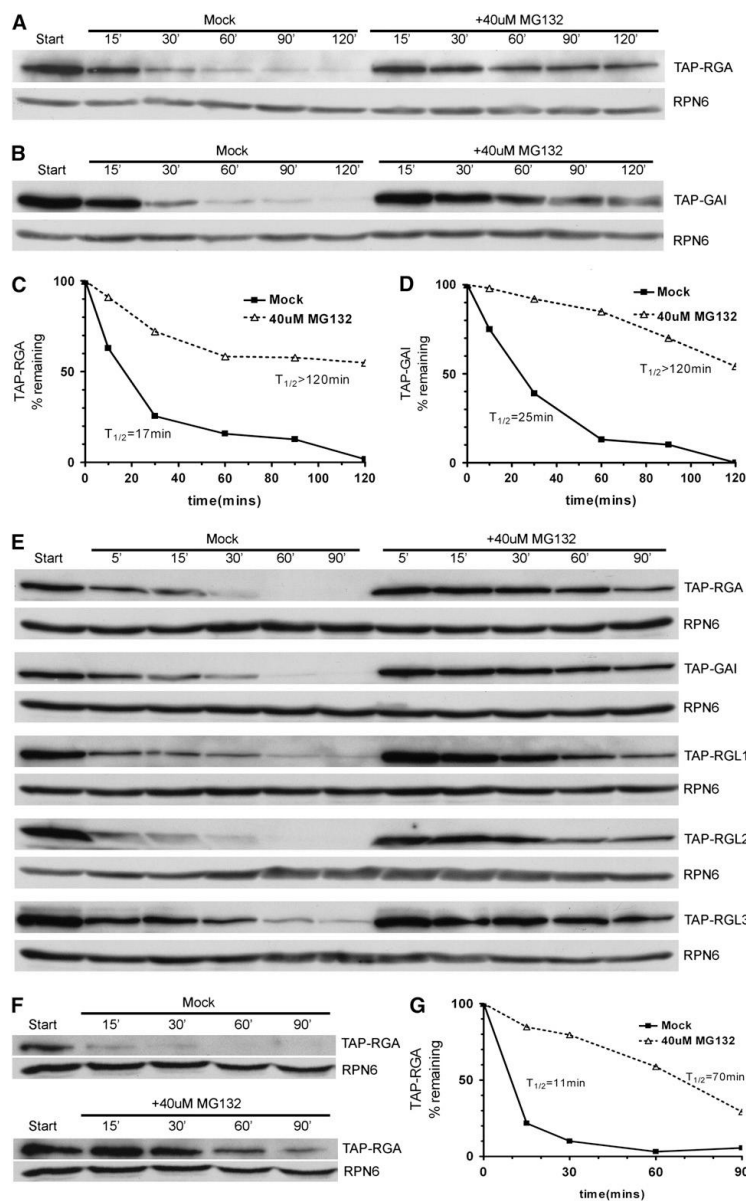 A
Mock
+40uM MG132
Start 15' 30' 60' 90' 120' 15' 30' 60' 90' 120'
TAP-RGA
RPN6
B
Mock
+40uM MG132
Start 15' 30' 60' 90' 120' 15' 30' 60' 90' 120'
TAP-GAI
RPN6
C
TAP-RGA
% remaining
100
50
0
Mock
40uM MG132
T1/2>120min
T1/2=17min
0 20 40 60 80 100 120
time(mins)
D
TAP-GAI
% remaining
100
50
0
Mock
40uM MG132
T1/2>120min
T1/2=25min
0 20 40 60 80 100 120
time(mins)
E
Mock
+40uM MG132
Start 5' 15' 30' 60' 90' 5' 15' 30' 60' 90'
TAP-RGA
RPN6
TAP-GAI
RPN6
TAP-RGL1
RPN6
TAP-RGL2
RPN6
TAP-RGL3
RPN6
F
Mock
Start 15' 30' 60' 90'
TAP-RGA
RPN6
+40uM MG132
Start 15' 30' 60' 90'
TAP-RGA
RPN6
G
TAP-RGA
% remaining
100
50
0
Mock
40uM MG132
T1/2=11min
T1/2=70min
0 30 60 90
time(mins)